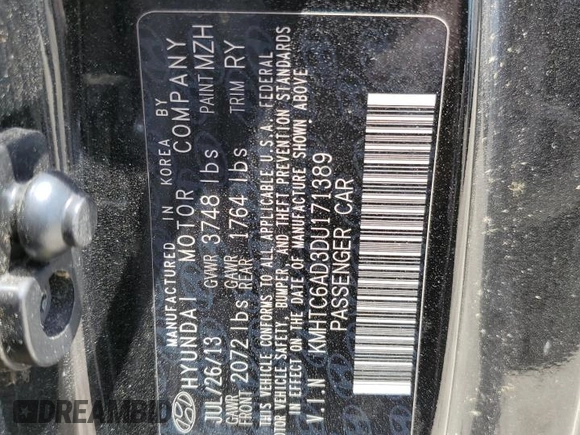 MANUFACTURED IN KOREA BY
HYUNDAI MOTOR COMPANY
JUL/26/13 GVWR 3748 lbs PAINT MZH
GAWR FRONT 2072 lbs GAWR REAR 1764 lbs TRIM RY
THIS VEHICLE CONFORMS TO ALL APPLICABLE U.S.A. FEDERAL
MOTOR VEHICLE SAFETY, BUMPER, AND THEFT PREVENTION STANDARDS
IN EFFECT ON THE DATE OF MANUFACTURE SHOWN ABOVE
V.I.N KMHTC6AD3DU171389
PASSENGER CAR
DREAMBID